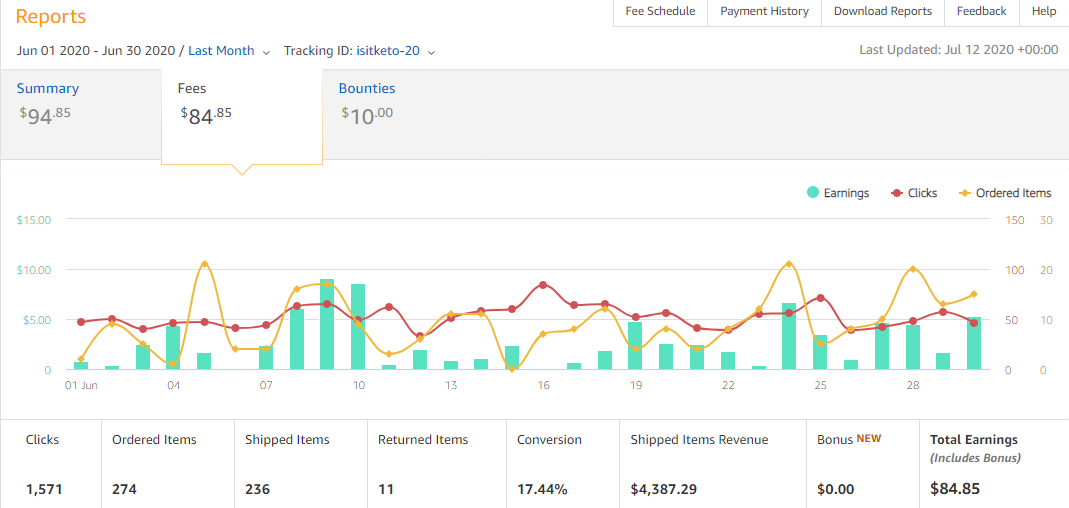 Reports
Fee Schedule Payment History Download Reports Feedback Help
Jun 01 2020 - Jun 30 2020 / Last Month Tracking ID: isitketo-20 Last Updated: Jul 12 2020 +00:00
Summary Fees Bounties
$94.85 $84.85 $10.00
Earnings Clicks Ordered Items
$15.00 150 30
$10.00 100 20
$5.00 50 10
0 0 0
01 Jun 04 07 10 13 16 19 22 25 28
Clicks Ordered Items Shipped Items Returned Items Conversion Shipped Items Revenue Bonus NEW Total Earnings
(Includes Bonus)
1,571 274 236 11 17.44% $4,387.29 $0.00 $84.85